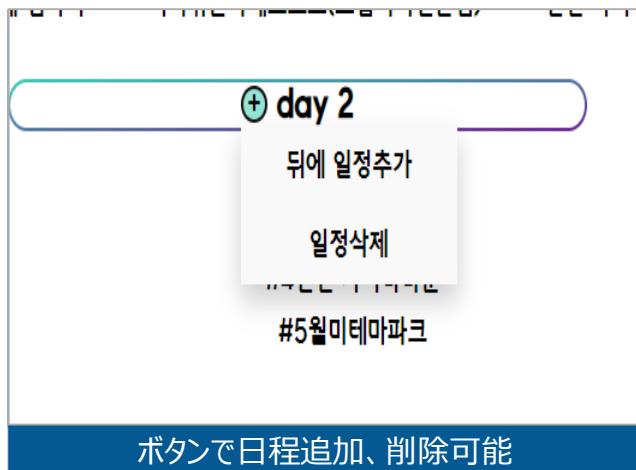 + day 2
뒤에 일정추가
일정삭제
#5월미테마파크
ボタンで日程追加、削除可能